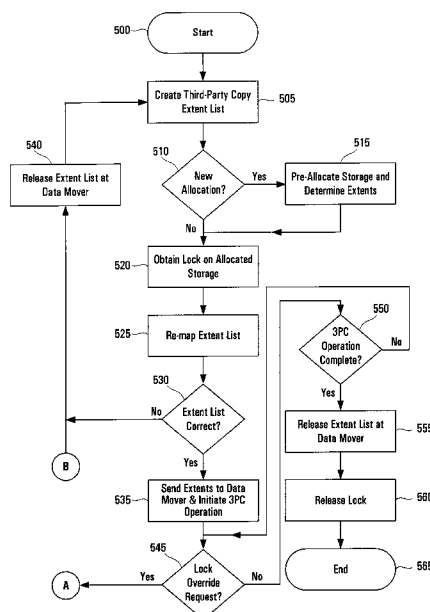 500
Start
Create Third-Party Copy
Extent List
505
540
Release Extent List at
Data Mover
510
New
Allocation?
Yes
No
515
Pre-Allocate Storage and
Determine Extents
520
Obtain Lock on Allocated
Storage
525
Re-map Extent List
530
Extent List
Correct?
No
Yes
B
535
Send Extents to Data
Mover & Initiate 3PC
Operation
545
Lock
Override
Request?
Yes
No
A
550
3PC
Operation
Complete?
No
Yes
Release Extent List at
Data Mover
555
Release Lock
560
End
565